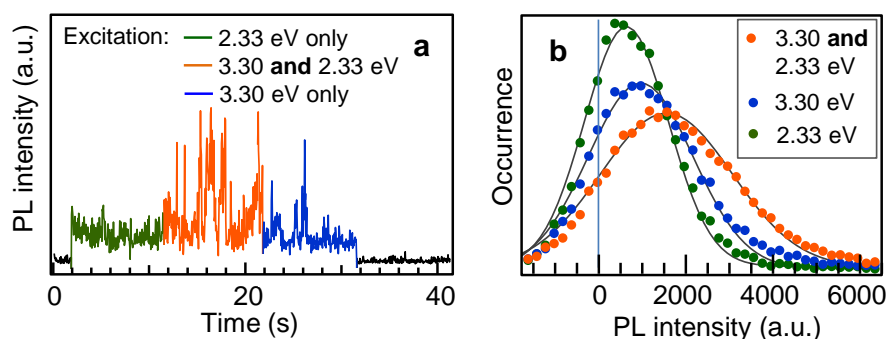 Excitation:
2.33 eV only
3.30 and 2.33 eV
3.30 eV only
a
PL intensity (a.u.)
0
20
40
Time (s)
b
3.30 and
2.33 eV
3.30 eV
2.33 eV
Occurrence
0
2000
4000
6000
PL intensity (a.u.)